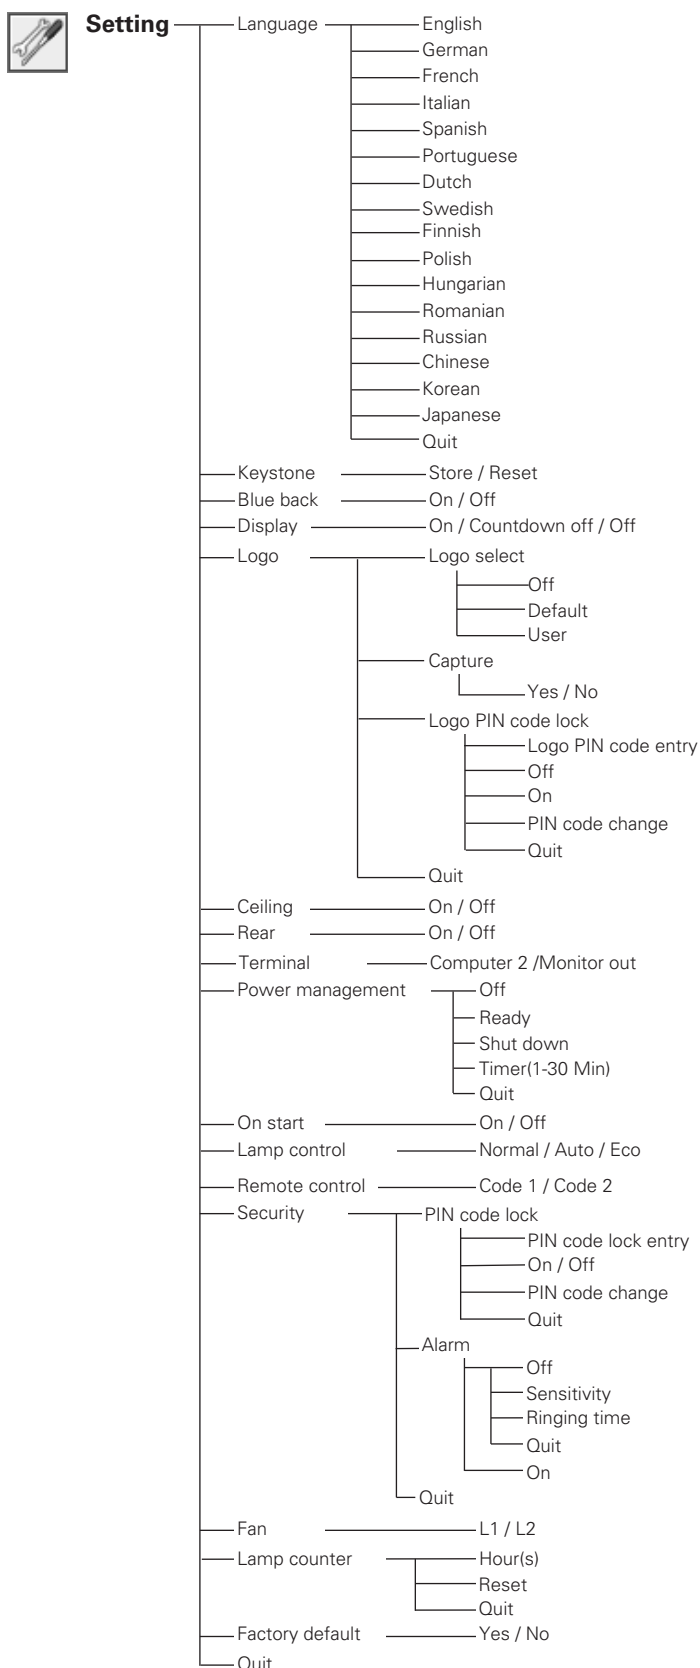 Setting Language English
German
French
Italian
Spanish
Portuguese
Dutch
Swedish
Finnish
Polish
Hungarian
Romanian
Russian
Chinese
Korean
Japanese
Quit
Keystone Store / Reset
Blue back On / Off
Display On / Countdown off / Off
Logo Logo select
Off
Default
User
Capture
Yes / No
Logo PIN code lock
Logo PIN code entry
Off
On
PIN code change
Quit
Quit
Ceiling On / Off
Rear On / Off
Terminal Computer 2 /Monitor out
Power management Off
Ready
Shut down
Timer(1-30 Min)
Quit
On start On / Off
Lamp control Normal / Auto / Eco
Remote control Code 1 / Code 2
Security PIN code lock
PIN code lock entry
On / Off
PIN code change
Quit
Alarm
Off
Sensitivity
Ringing time
Quit
On
Quit
Fan L1 / L2
Lamp counter Hour(s)
Reset
Quit
Factory default Yes / No
Quit